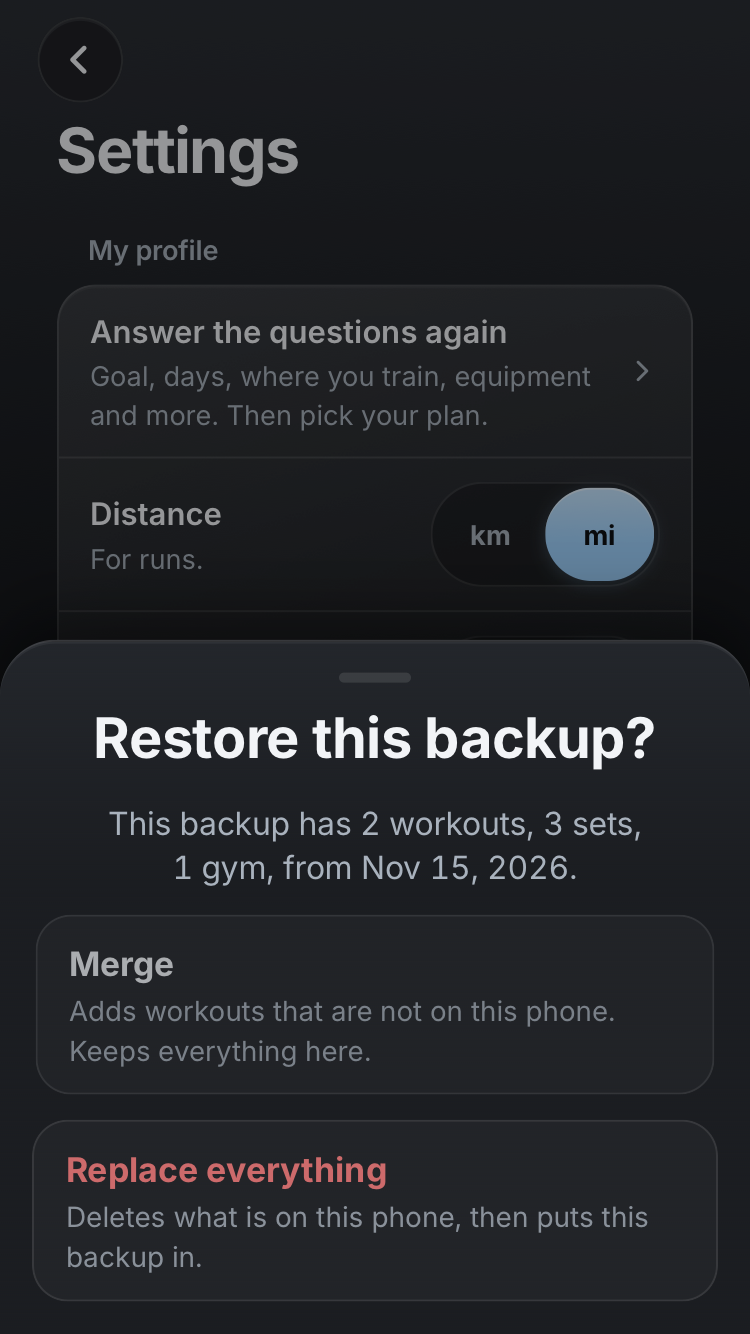 Settings
My profile
Answer the questions again
Goal, days, where you train, equipment
and more. Then pick your plan.
Distance
For runs.
km
mi
Restore this backup?
This backup has 2 workouts, 3 sets,
1 gym, from Nov 15, 2026.
Merge
Adds workouts that are not on this phone.
Keeps everything here.
Replace everything
Deletes what is on this phone, then puts this
backup in.